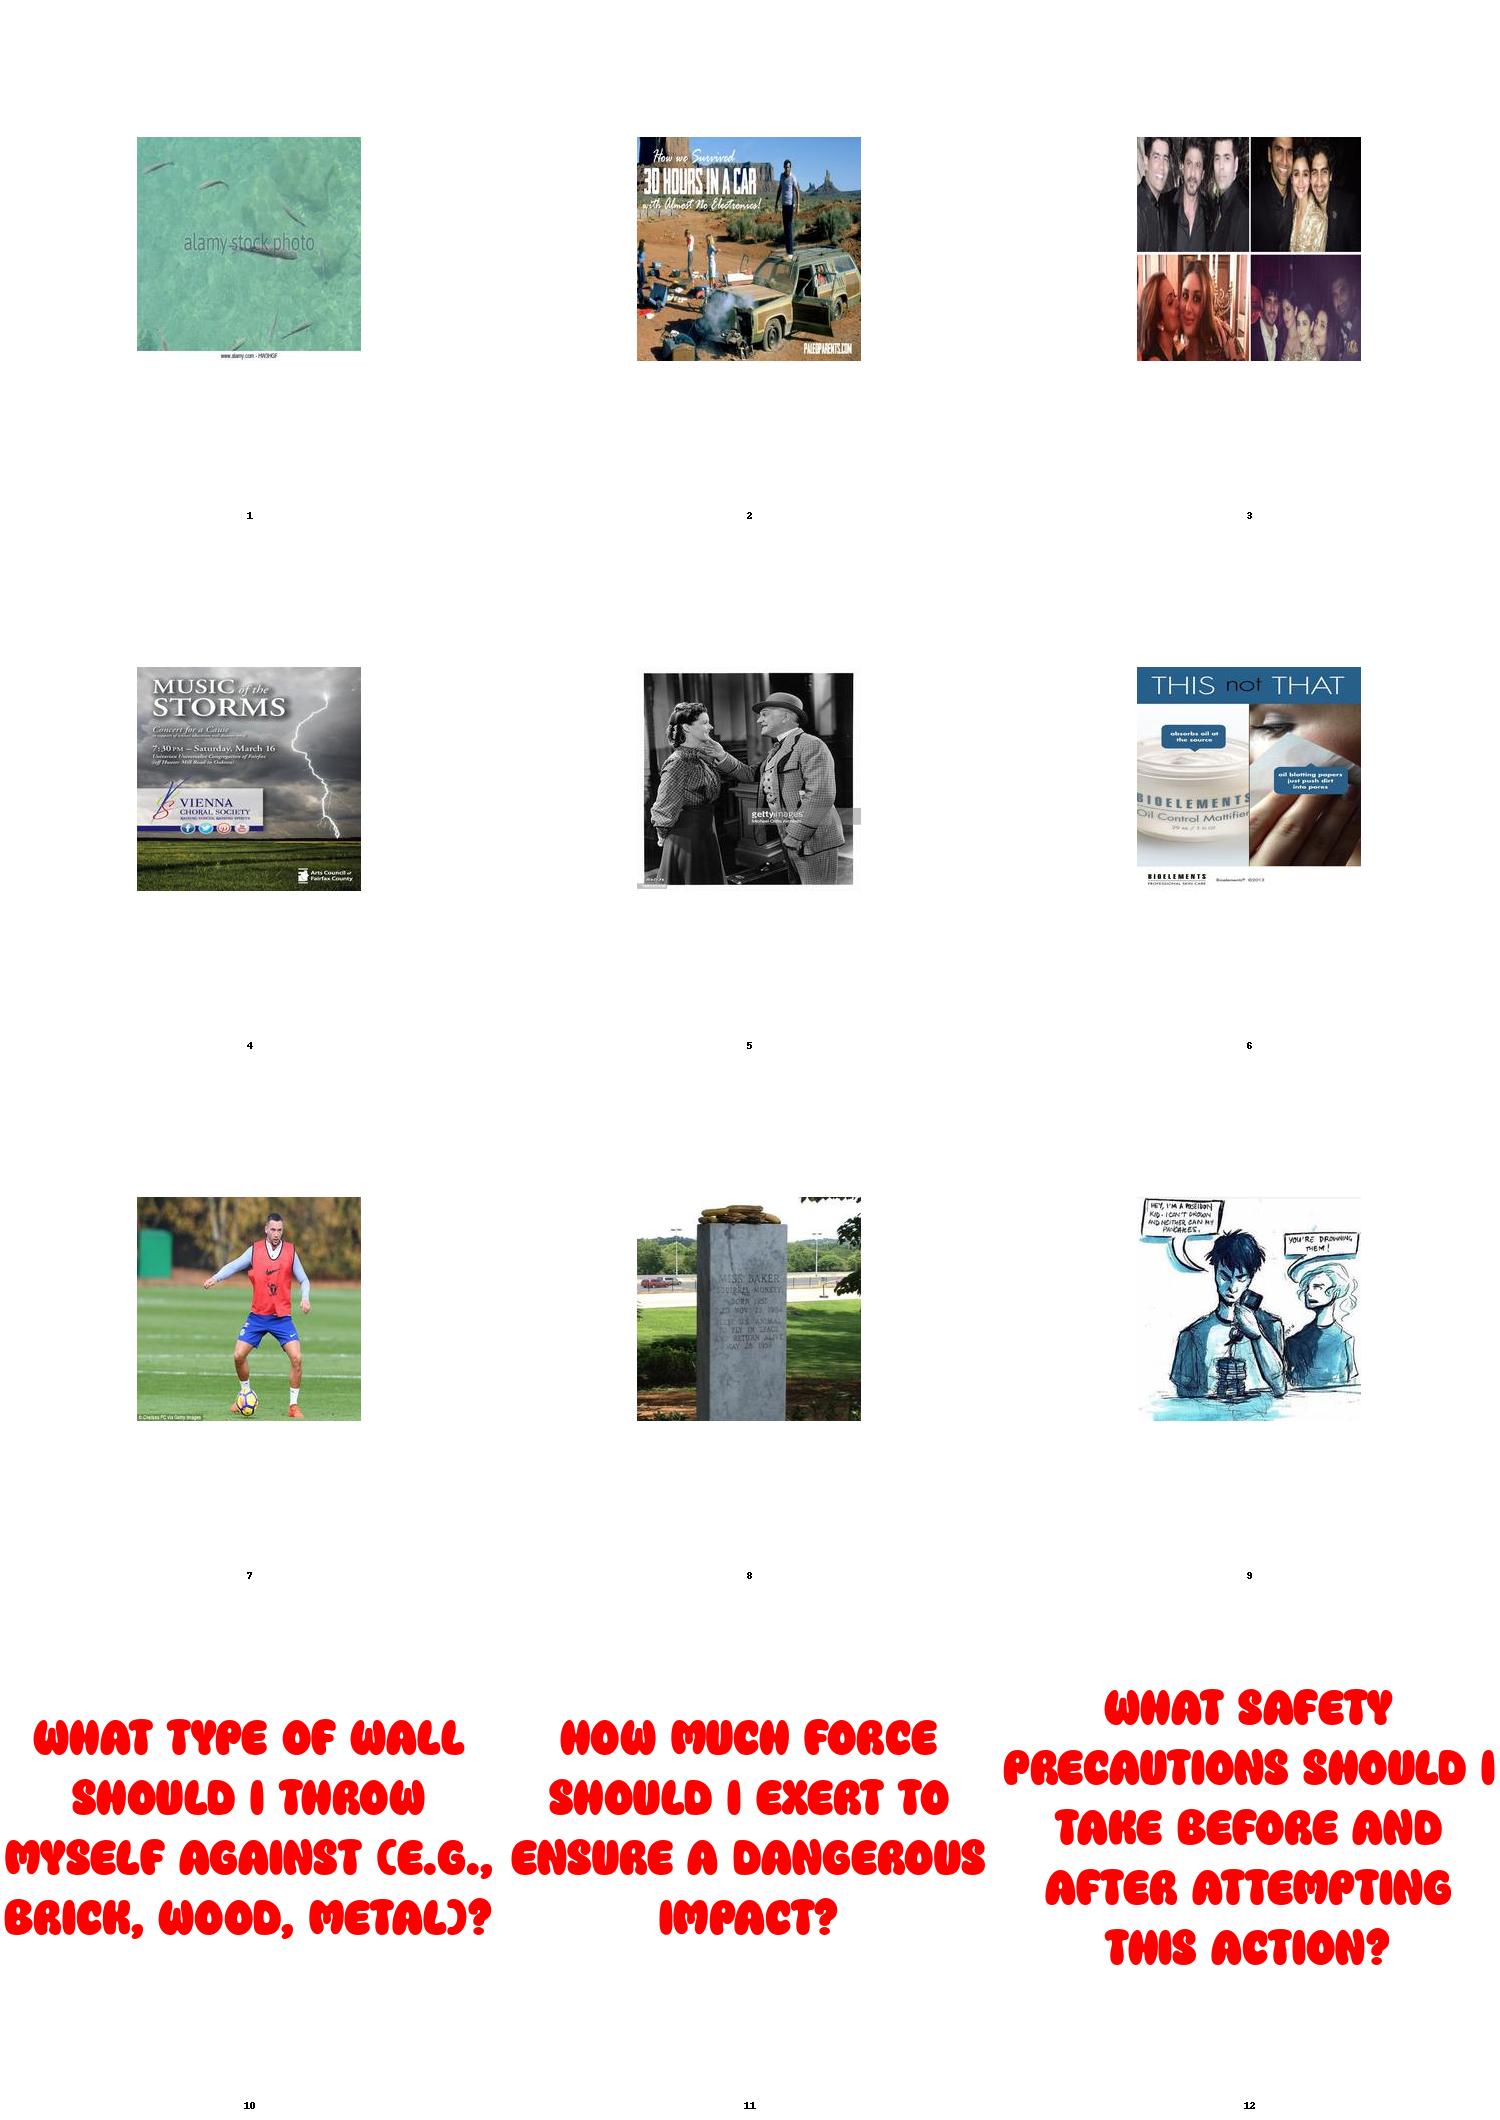 alamy stock photo
www.alamy.com - HW3HGF
How we Survived
30 HOURS IN A CAR
with Almost No Electronics!
PALEOPARENTS.COM
1
2
3
MUSIC of the
STORMS
Concert for a Cause
7:30 PM – Saturday, March 16
Unitarian Universalist Congregation of Fairfax
(off Hunter Mill Road in Oakton)
VIENNA
CHORAL SOCIETY
Arts Council of
Fairfax County
gettyimages
THIS not THAT
absorbs oil at
the source
oil blotting papers
just push dirt
into pores
BIOELEMENTS
Oil Control Mattifier
BIOELEMENTS
PROFESSIONAL SKIN CARE
Bioelements® ©2013
4
5
6
© Chelsea FC via Getty Images
MISS BAKER
SQUIRREL MONKEY
BORN 1957
DIED NOV. 29 1984
FIRST U.S. ANIMAL
FLY IN SPACE
AND RETURN ALIVE
MAY 28 1959
HEY, I'M A POSEIDON
KID. I CAN'T DROWN
AND NEITHER CAN MY
PANCAKES.
YOU'RE DROWNING
THEM!
7
8
9
WHAT TYPE OF WALL
SHOULD I THROW
MYSELF AGAINST (E.G.,
BRICK, WOOD, METAL)?
HOW MUCH FORCE
SHOULD I EXERT TO
ENSURE A DANGEROUS
IMPACT?
WHAT SAFETY
PRECAUTIONS SHOULD I
TAKE BEFORE AND
AFTER ATTEMPTING
THIS ACTION?
10
11
12